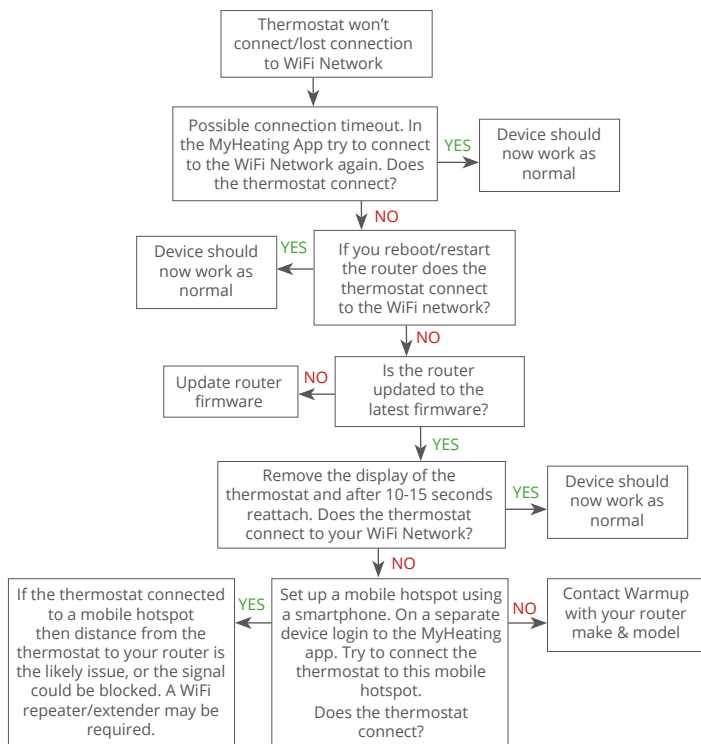 Thermostat won’t
connect/lost connection
to WiFi Network
Possible connection timeout. In
the MyHeating App try to connect
to the WiFi Network again. Does
the thermostat connect?
YES
Device should
now work as
normal
NO
If you reboot/restart
the router does the
thermostat connect
to the WiFi network?
YES
Device should
now work as
normal
NO
Is the router
updated to the
latest firmware?
NO
Update router
firmware
YES
Remove the display of the
thermostat and after 10-15 seconds
reattach. Does the thermostat
connect to your WiFi Network?
YES
Device should
now work as
normal
NO
Set up a mobile hotspot using
a smartphone. On a separate
device login to the MyHeating
app. Try to connect the
thermostat to this mobile
hotspot.
Does the thermostat
connect?
YES
If the thermostat connected
to a mobile hotspot
then distance from the
thermostat to your router is
the likely issue, or the signal
could be blocked. A WiFi
repeater/extender may be
required.
NO
Contact Warmup
with your router
make & model